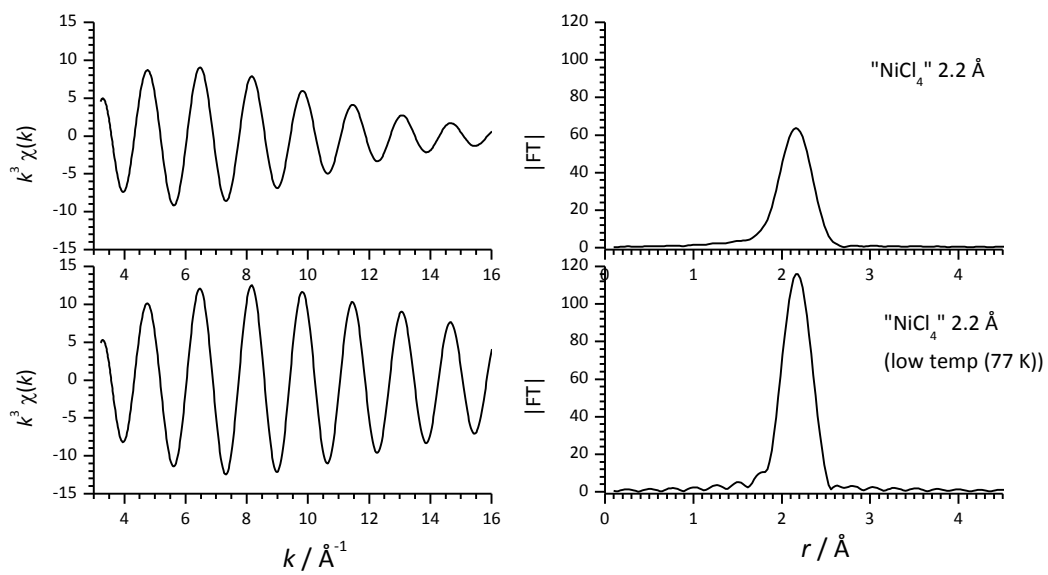 15
10
5
0
-5
-10
-15
k³ χ(k)
4 6 8 10 12 14 16
120
100
80
60
40
20
0
|FT|
"NiCl₄" 2.2 Å
0 1 2 3 4
15
10
5
0
-5
-10
-15
k³ χ(k)
4 6 8 10 12 14 16
k / Å⁻¹
120
100
80
60
40
20
0
|FT|
"NiCl₄" 2.2 Å
(low temp (77 K))
0 1 2 3 4
r / Å